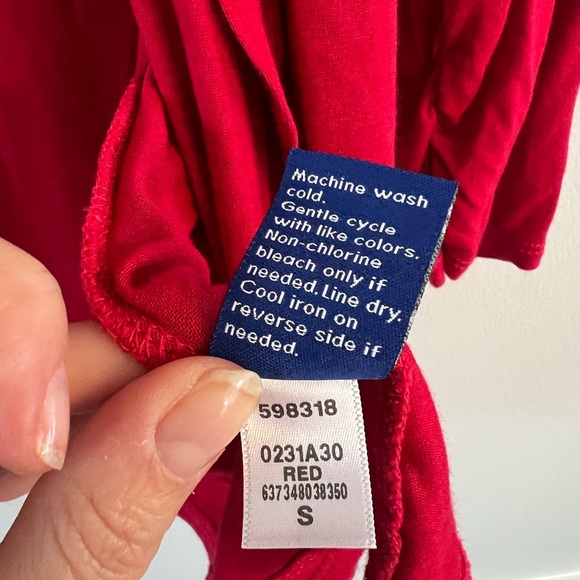 Machine wash
cold.
Gentle cycle
with like colors.
Non-chlorine
bleach only if
needed. Line dry.
Cool iron on
reverse side if
needed.
598318
0231A30
RED
637348038350
S